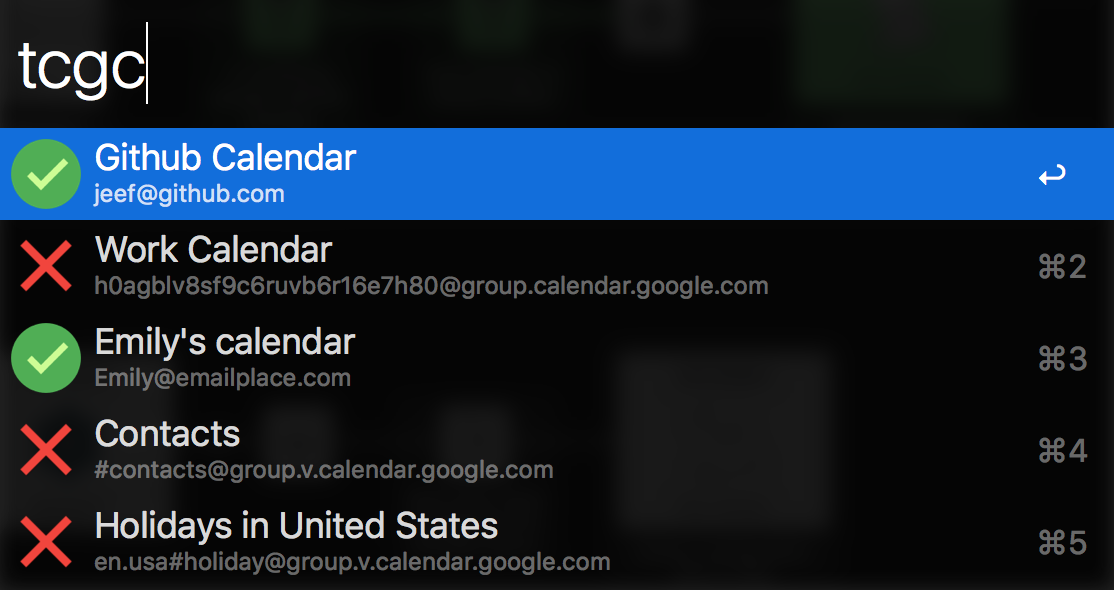 tcgc
Github Calendar
jeef@github.com
Work Calendar
h0agblv8sf9c6ruvb6r16e7h80@group.calendar.google.com
⌘2
Emily's calendar
Emily@emailplace.com
⌘3
Contacts
#contacts@group.v.calendar.google.com
⌘4
Holidays in United States
en.usa#holiday@group.v.calendar.google.com
⌘5